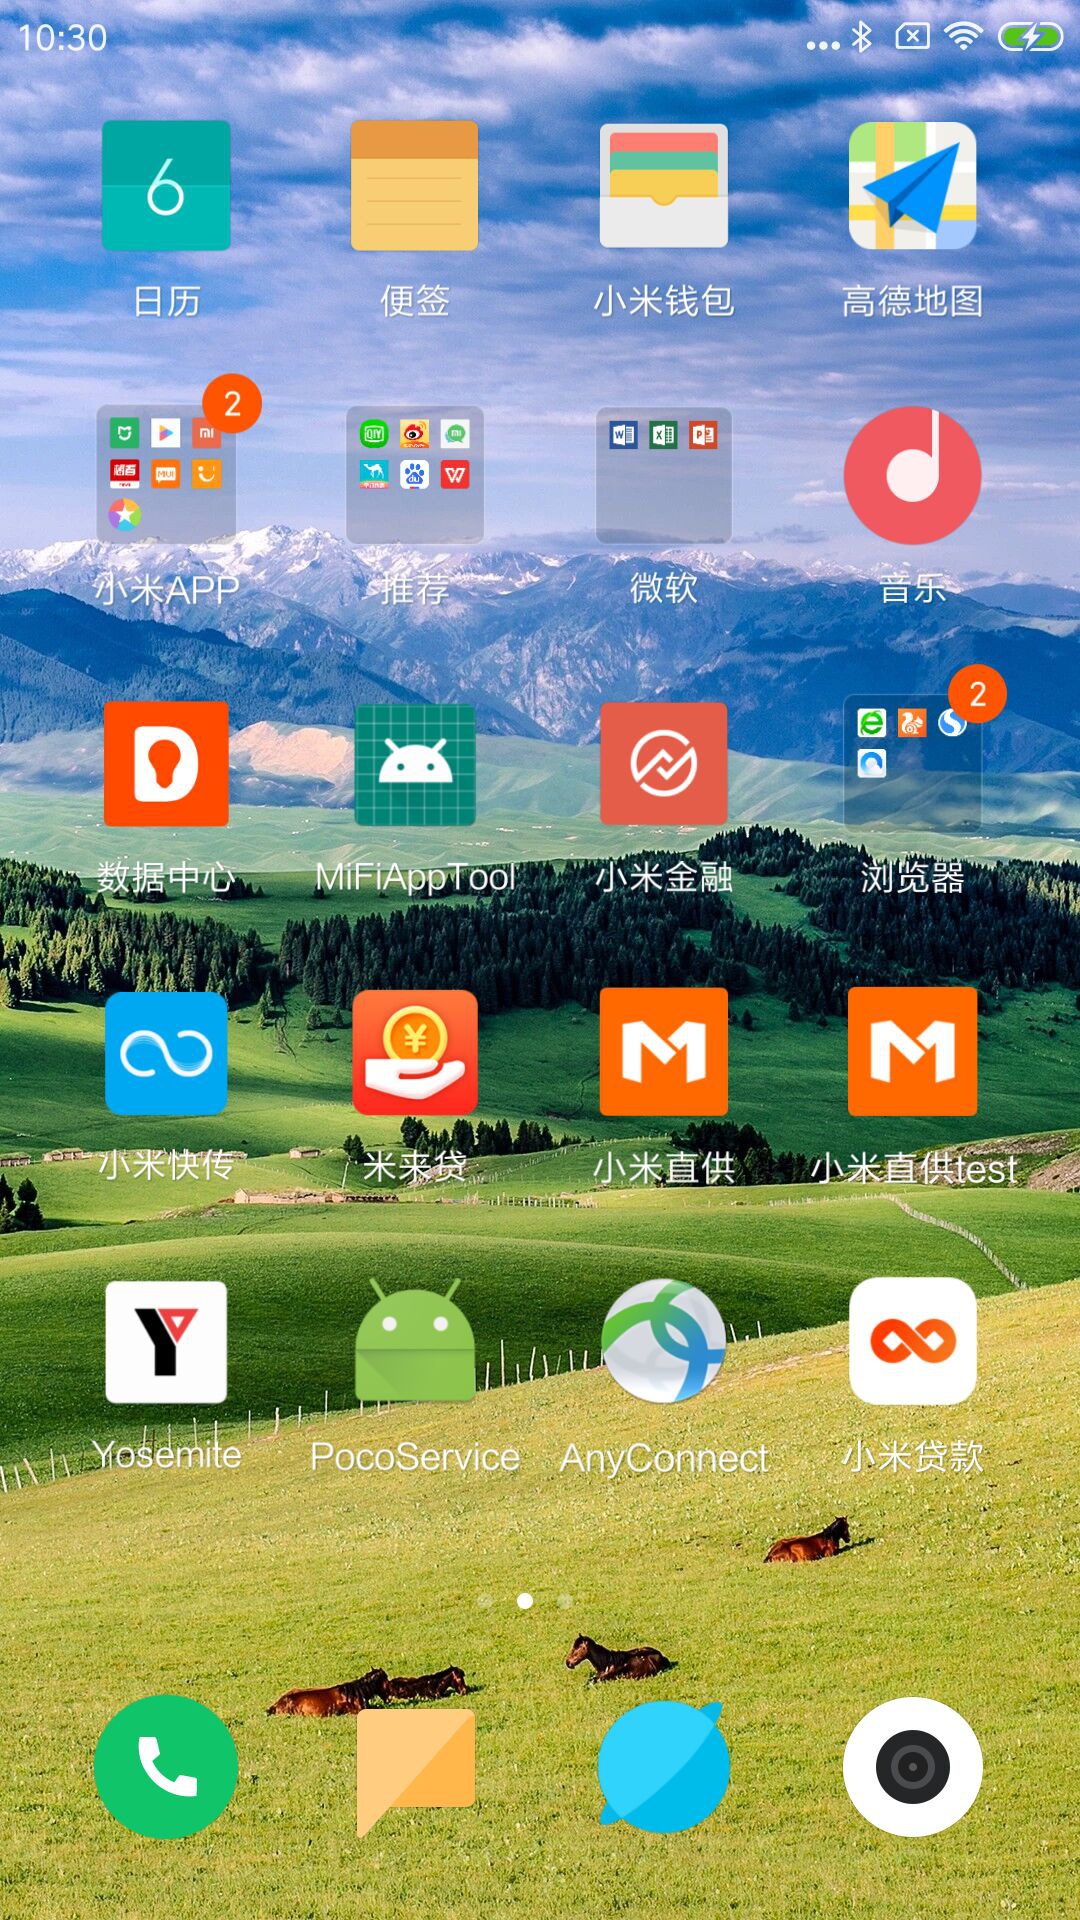 10:30
6
日历
便签
小米钱包
高德地图
2
小米APP
推荐
微软
音乐
2
数据中心
MiFiAppTool
小米金融
浏览器
小米快传
米来贷
小米直供
小米直供test
Yosemite
PocoService
AnyConnect
小米贷款